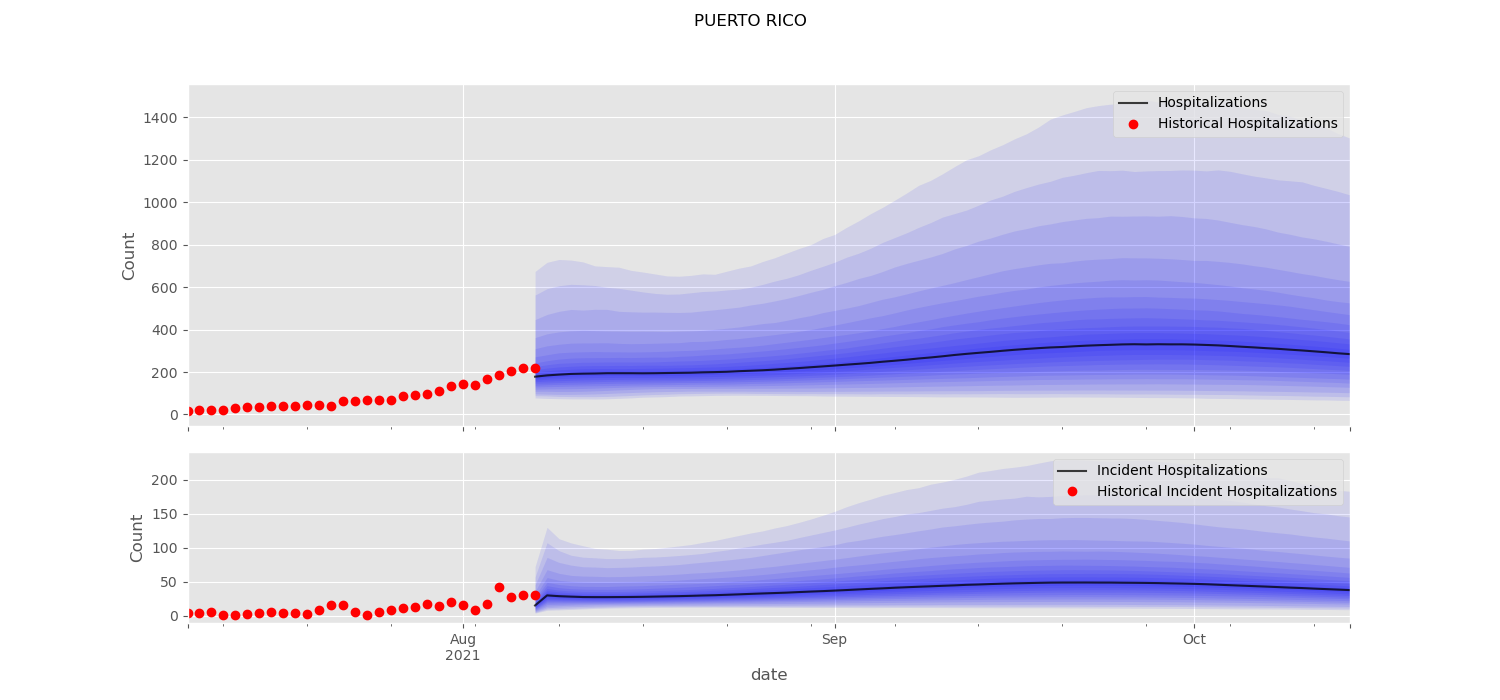 PUERTO RICO
Hospitalizations
Historical Hospitalizations
1400
1200
1000
800
600
400
200
0
Count
Incident Hospitalizations
Historical Incident Hospitalizations
200
150
100
50
0
Count
Aug
2021
Sep
Oct
date